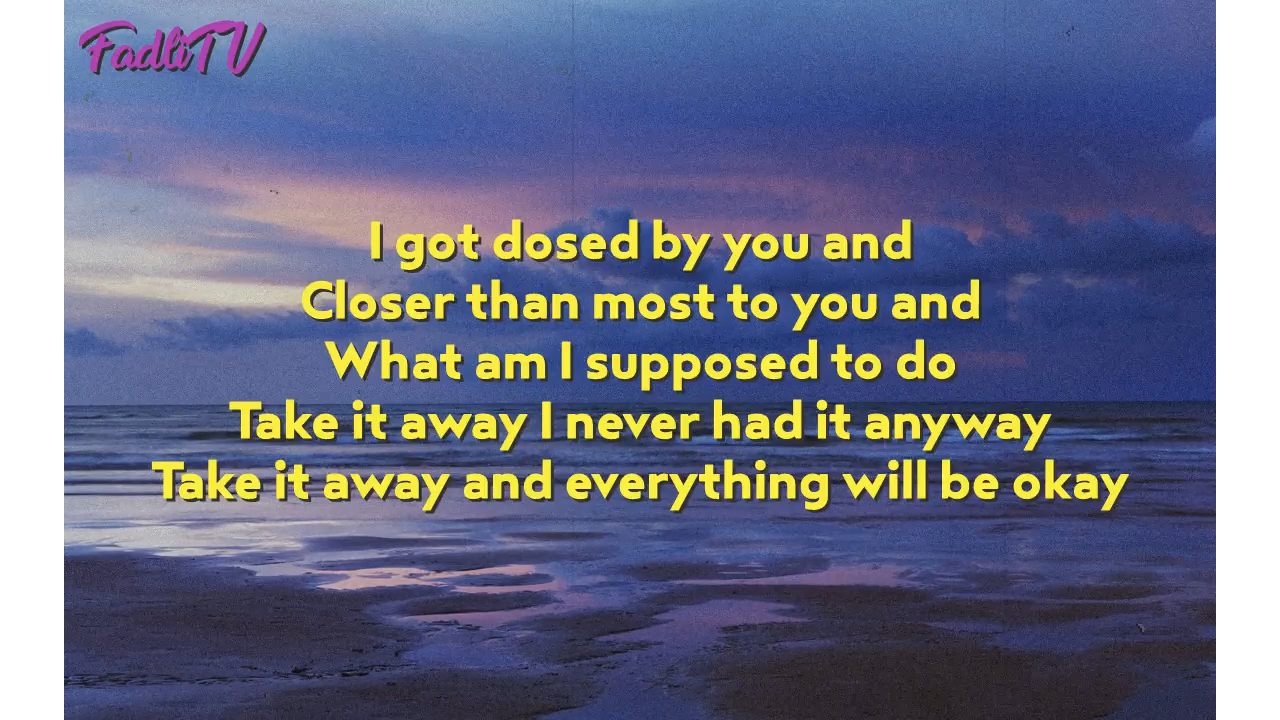 FadliTV
I got dosed by you and
Closer than most to you and
What am I supposed to do
Take it away I never had it anyway
Take it away and everything will be okay